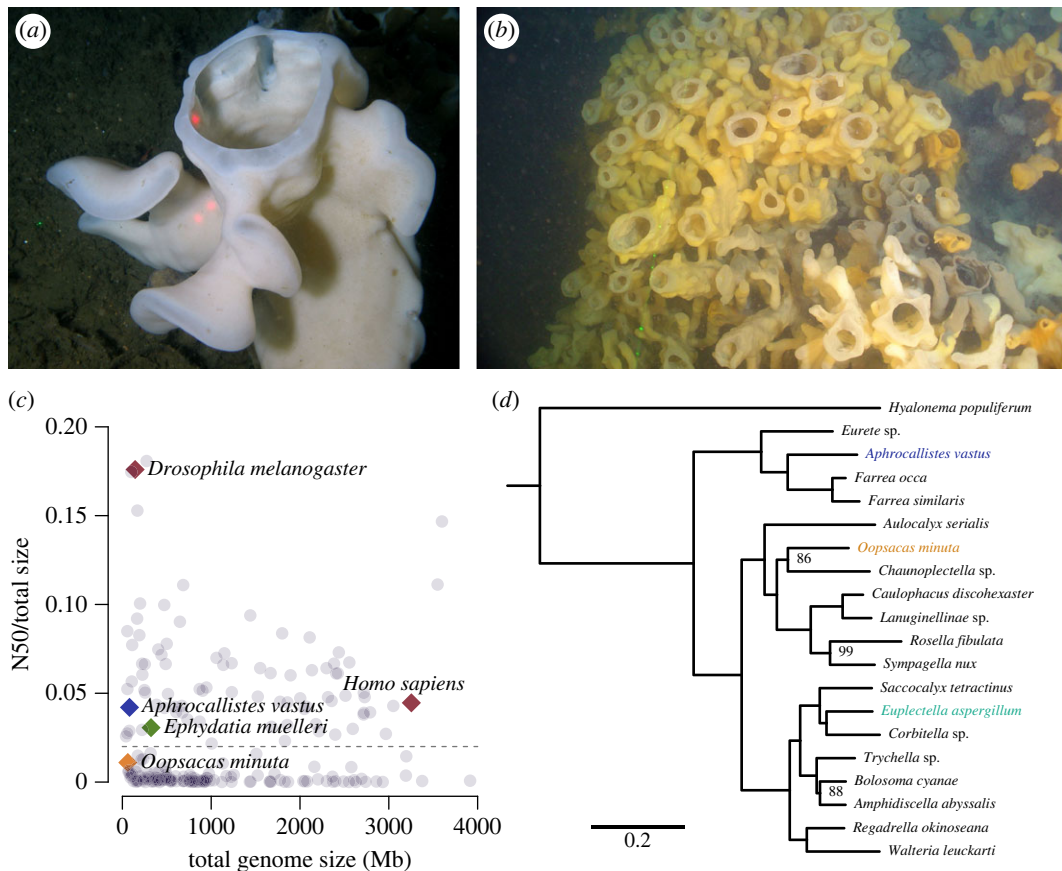 (a)
(b)
(c)
0.20
0.15
0.10
0.05
0
N50/total size
Drosophila melanogaster
Homo sapiens
Aphrocallistes vastus
Ephydatia muelleri
Oopsacas minuta
0 1000 2000 3000 4000
total genome size (Mb)
(d)
Hyalonema populiferum
Eurete sp.
Aphrocallistes vastus
Farrea occa
Farrea similaris
Aulocalyx serialis
Oopsacas minuta
86
Chaunoplectella sp.
Caulophacus discohexaster
Lanuginellinae sp.
Rosella fibulata
99
Sympagella nux
Saccocalyx tetractinus
Euplectella aspergillum
Corbitella sp.
Trychella sp.
Bolosoma cyanae
88
Amphidiscella abyssalis
Regadrella okinoseana
Walteria leuckarti
0.2